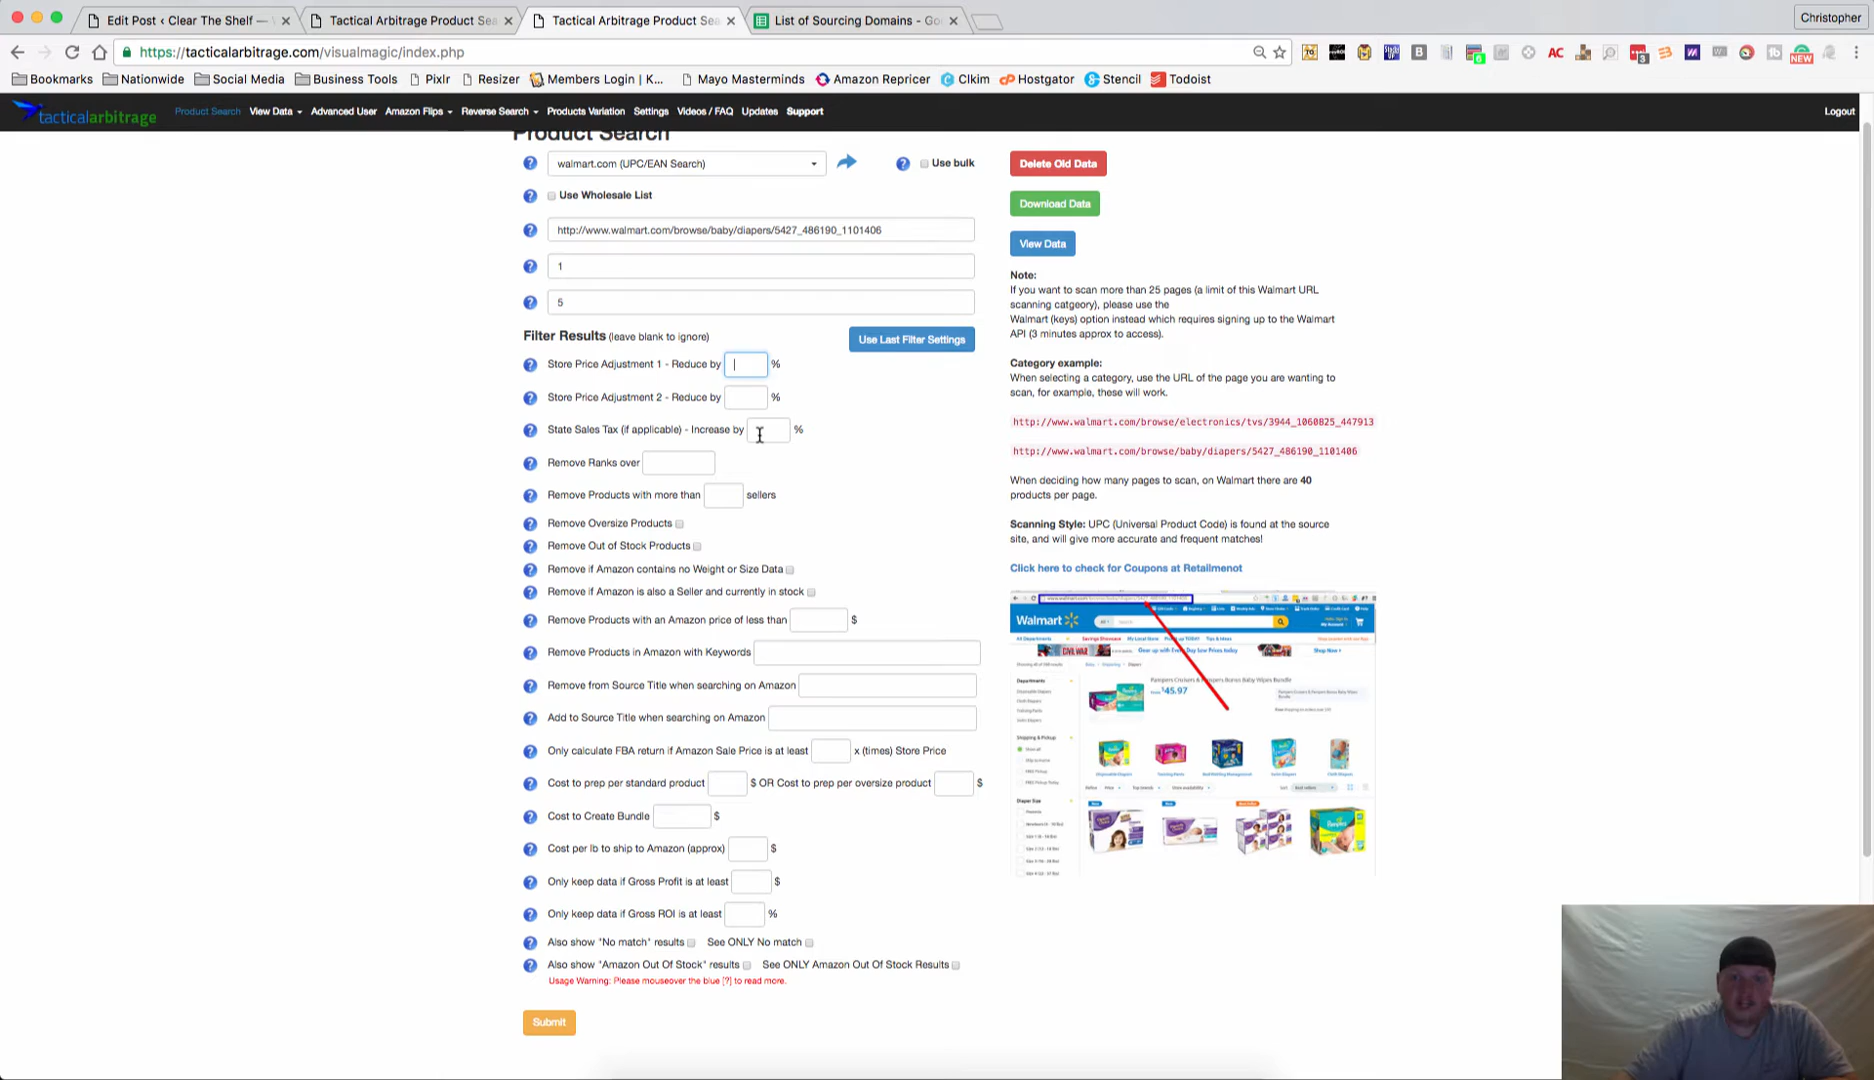 Edit Post ‹ Clear The Shelf —
Tactical Arbitrage Product Sea
Tactical Arbitrage Product Sea
List of Sourcing Domains - Go
Christopher
https://tacticalarbitrage.com/visualmagic/index.php
Bookmarks Nationwide Social Media Business Tools Pixlr Resizer Members Login | K... Mayo Masterminds Amazon Repricer Clkim Hostgator Stencil Todoist
tacticalarbitrage Product Search View Data Advanced User Amazon Flips Reverse Search Products Variation Settings Videos / FAQ Updates Support Logout
Product Search
walmart.com (UPC/EAN Search)
Use bulk
Delete Old Data
Use Wholesale List
Download Data
http://www.walmart.com/browse/baby/diapers/5427_486190_1101406
View Data
1
5
Note:
If you want to scan more than 25 pages (a limit of this Walmart URL
scanning catgeory), please use the
Walmart (keys) option instead which requires signing up to the Walmart
API (3 minutes approx to access).
Filter Results (leave blank to ignore)
Use Last Filter Settings
Store Price Adjustment 1 - Reduce by %
Store Price Adjustment 2 - Reduce by %
State Sales Tax (if applicable) - Increase by %
Remove Ranks over
Remove Products with more than sellers
Remove Oversize Products
Remove Out of Stock Products
Remove if Amazon contains no Weight or Size Data
Remove if Amazon is also a Seller and currently in stock
Remove Products with an Amazon price of less than $
Remove Products in Amazon with Keywords
Remove from Source Title when searching on Amazon
Add to Source Title when searching on Amazon
Only calculate FBA return if Amazon Sale Price is at least x (times) Store Price
Cost to prep per standard product $ OR Cost to prep per oversize product $
Cost to Create Bundle $
Cost per lb to ship to Amazon (approx) $
Only keep data if Gross Profit is at least $
Only keep data if Gross ROI is at least %
Also show "No match" results See ONLY No match
Also show "Amazon Out Of Stock" results See ONLY Amazon Out Of Stock Results
Usage Warning: Please mouseover the blue [?] to read more.
Submit
Category example:
When selecting a category, use the URL of the page you are wanting to
scan, for example, these will work.
http://www.walmart.com/browse/electronics/tvs/3944_1060825_447913
http://www.walmart.com/browse/baby/diapers/5427_486190_1101406
When deciding how many pages to scan, on Walmart there are 40
products per page.
Scanning Style: UPC (Universal Product Code) is found at the source
site, and will give more accurate and frequent matches!
Click here to check for Coupons at Retailmenot
Walmart
Pampers Cruisers & Pampers Bonus Baby Wipes Bundle
$45.97